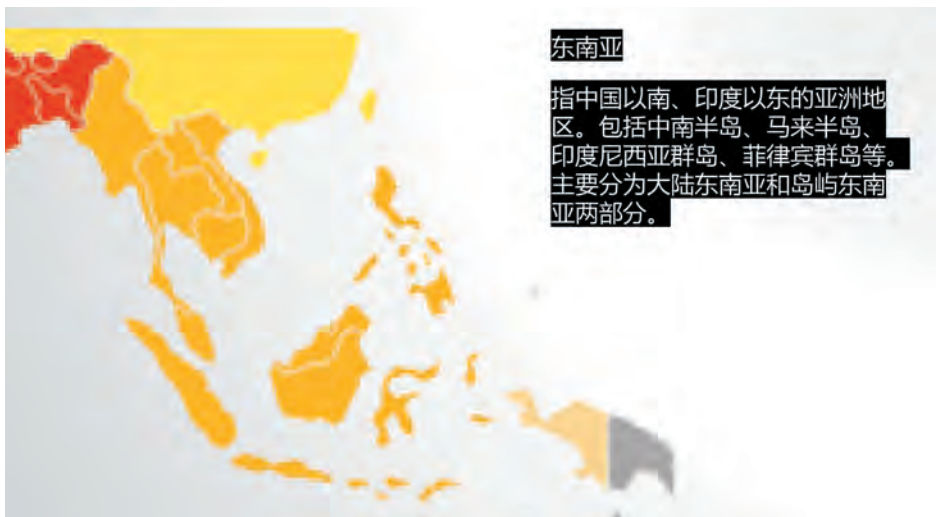 东南亚
指中国以南、印度以东的亚洲地
区。包括中南半岛、马来半岛、
印度尼西亚群岛、菲律宾群岛等。
主要分为大陆东南亚和岛屿东南
亚两部分。